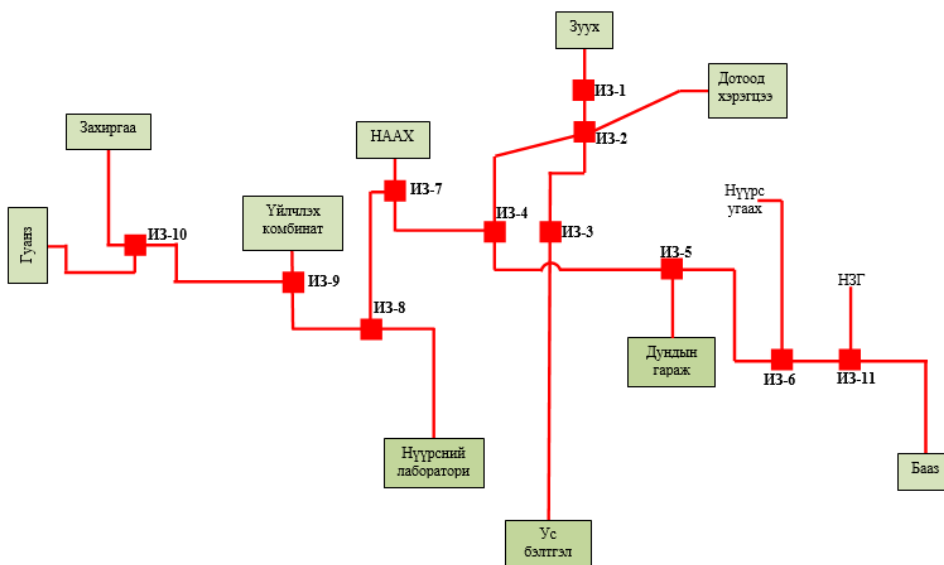 Зуух
ИЗ-1
Дотоод
хэрэгцээ
Захиргаа
НААХ
ИЗ-2
ИЗ-7
Нүүрс
угаах
Үйлчлэх
комбинат
ИЗ-4
ИЗ-3
Гуанз
ИЗ-10
ИЗ-5
ИЗ-9
НЗГ
ИЗ-8
Дундын
гараж
ИЗ-6
ИЗ-11
Нүүрсний
лаборатори
Бааз
Ус
бэлтгэл